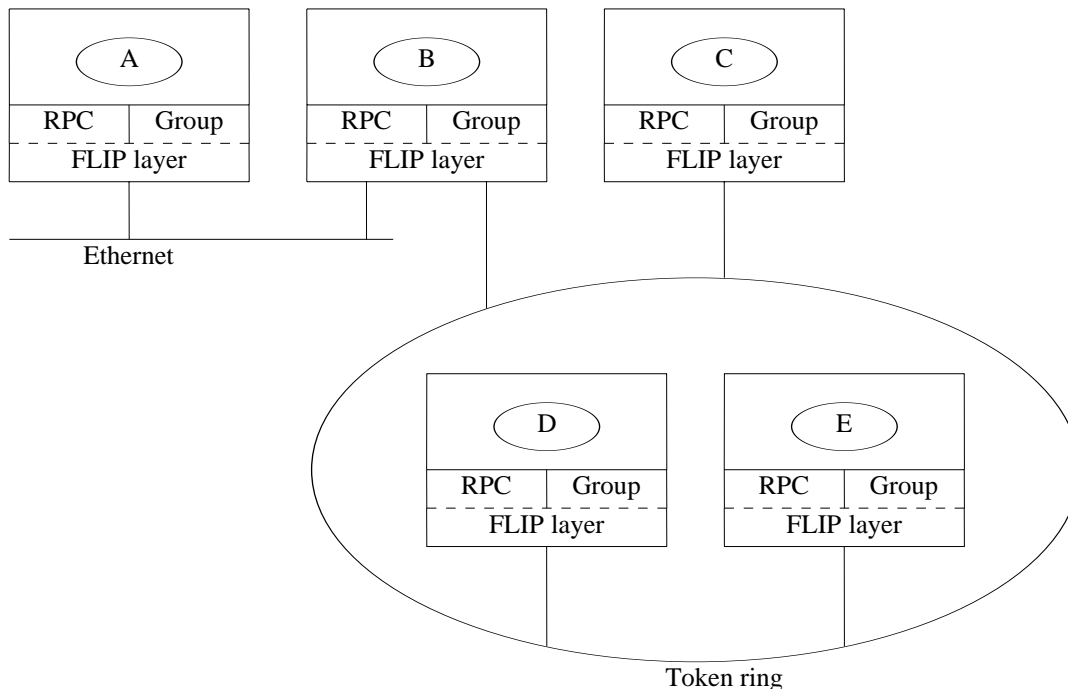 A
B
C
RPC Group
RPC Group
RPC Group
FLIP layer
FLIP layer
FLIP layer
Ethernet
D
E
RPC Group
RPC Group
FLIP layer
FLIP layer
Token ring